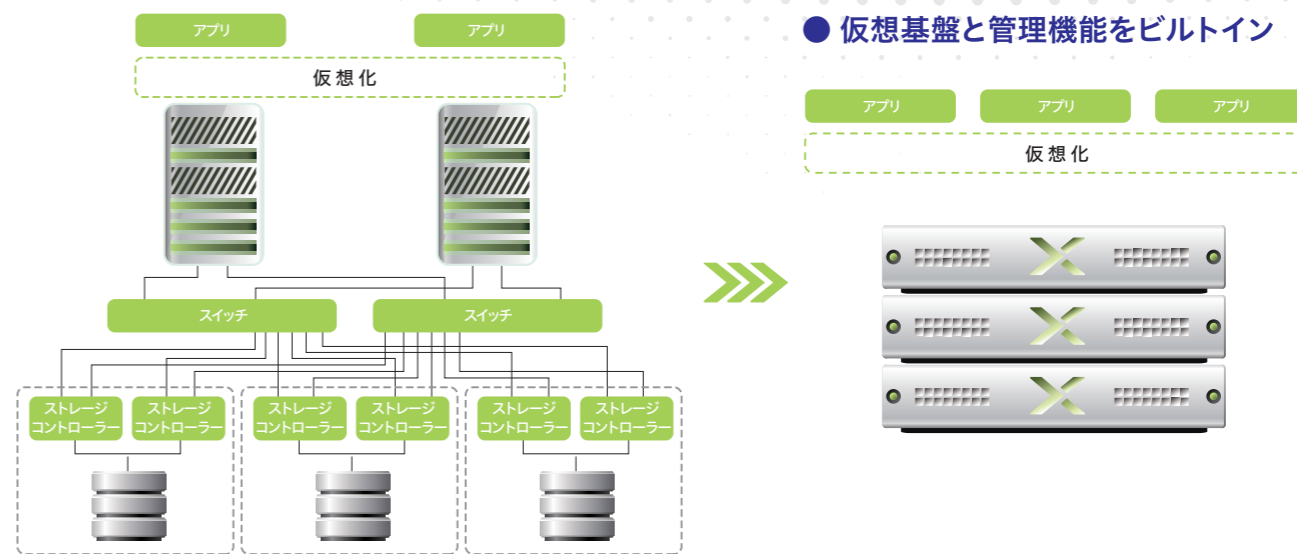 アプリ
アプリ
仮想化
スイッチ
スイッチ
ストレージ
コントローラー
ストレージ
コントローラー
ストレージ
コントローラー
ストレージ
コントローラー
ストレージ
コントローラー
ストレージ
コントローラー
● 仮想基盤と管理機能をビルトイン
アプリ
アプリ
アプリ
仮想化